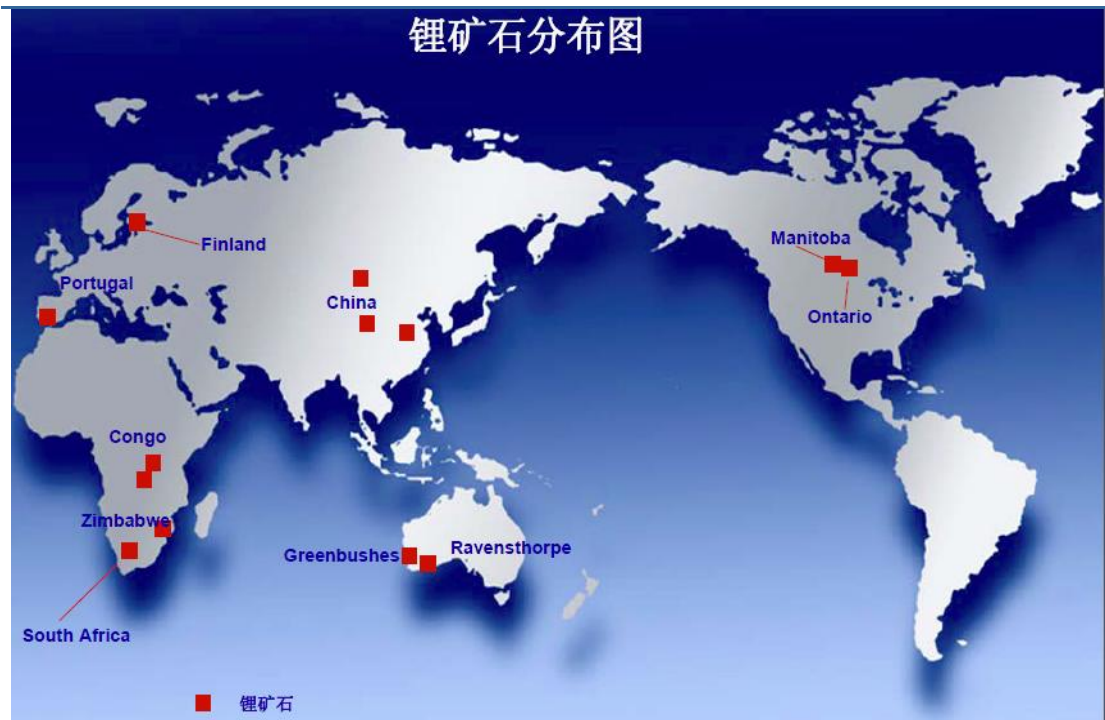 锂矿石分布图
Finland
Portugal
China
Manitoba
Ontario
Congo
Zimbabwe
Greenbushes
Ravensthorpe
South Africa
锂矿石